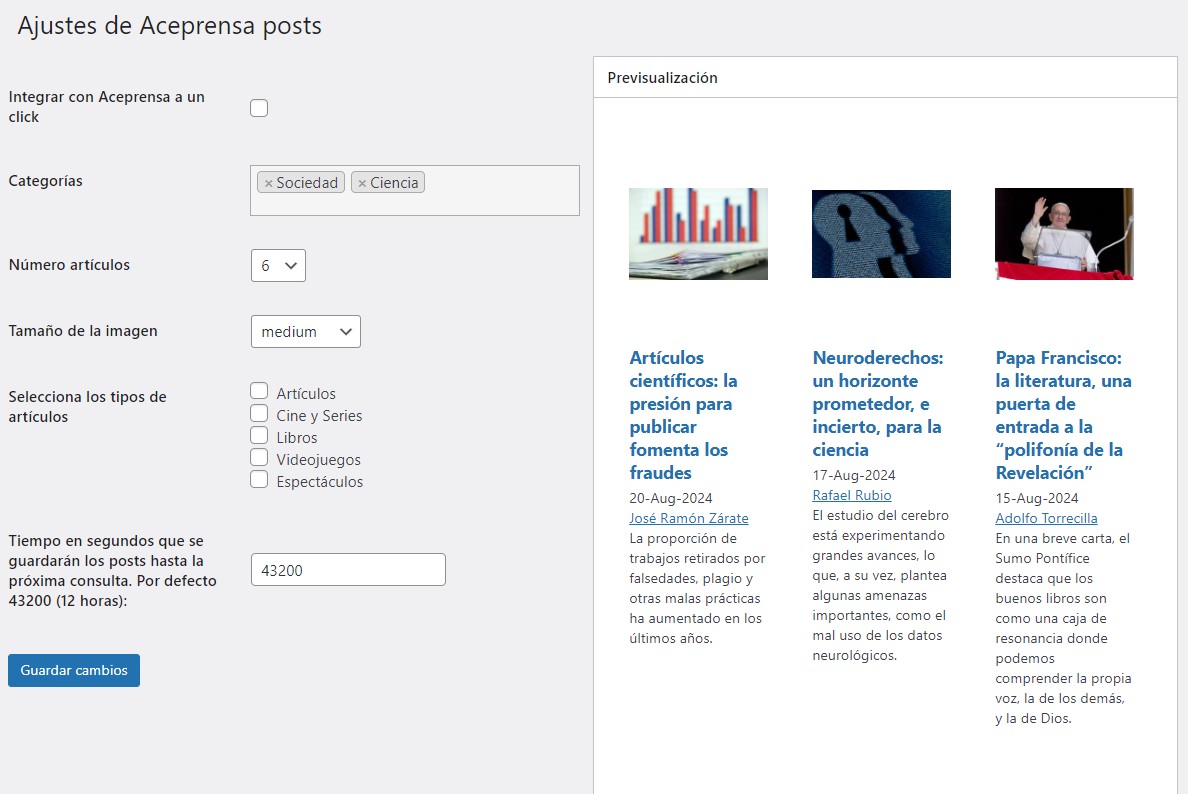 Ajustes de Aceprensa posts
Integrar con Aceprensa a un
click
Categorías
× Sociedad × Ciencia
Número artículos
6
Tamaño de la imagen
medium
Selecciona los tipos de
artículos
Artículos
Cine y Series
Libros
Videojuegos
Espectáculos
Tiempo en segundos que se
guardarán los posts hasta la
próxima consulta. Por defecto
43200 (12 horas):
43200
Guardar cambios
Previsualización
Artículos
científicos: la
presión para
publicar
fomenta los
fraudes
20-Aug-2024
José Ramón Zárate
La proporción de
trabajos retirados por
falsedades, plagio y
otras malas prácticas
ha aumentado en los
últimos años.
Neuroderechos:
un horizonte
prometedor, e
incierto, para la
ciencia
17-Aug-2024
Rafael Rubio
El estudio del cerebro
está experimentando
grandes avances, lo
que, a su vez, plantea
algunas amenazas
importantes, como el
mal uso de los datos
neurológicos.
Papa Francisco:
la literatura, una
puerta de
entrada a la
“polifonía de la
Revelación”
15-Aug-2024
Adolfo Torrecilla
En una breve carta, el
Sumo Pontífice
destaca que los
buenos libros son
como una caja de
resonancia donde
podemos
comprender la propia
voz, la de los demás,
y la de Dios.